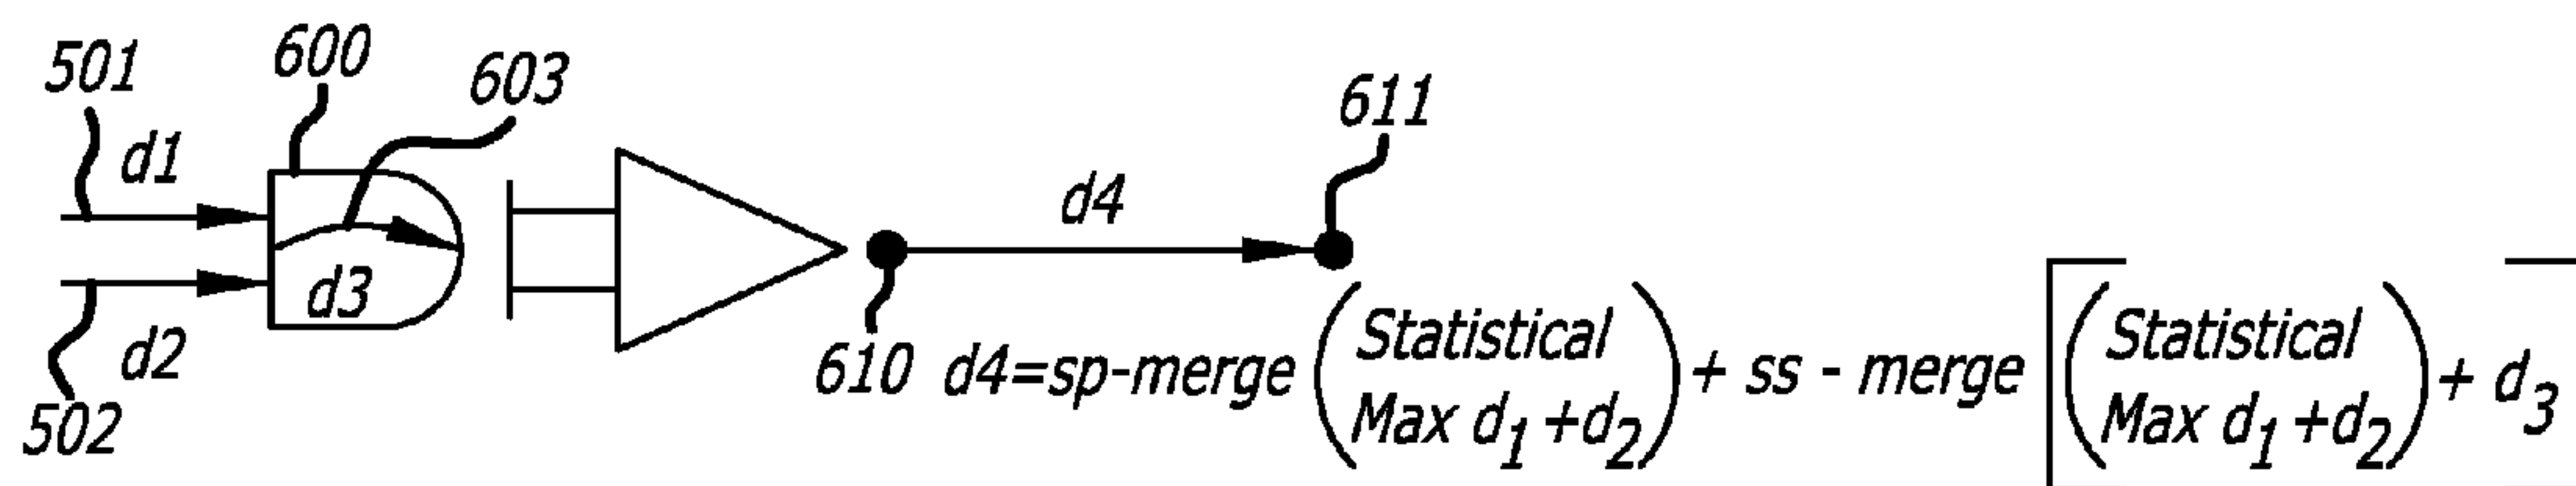 501
600
603
611
d1
d4
d3
d2
502
610
d4=sp-merge (Statistical Max d1 +d2) + ss - merge [(Statistical Max d1 +d2) + d3